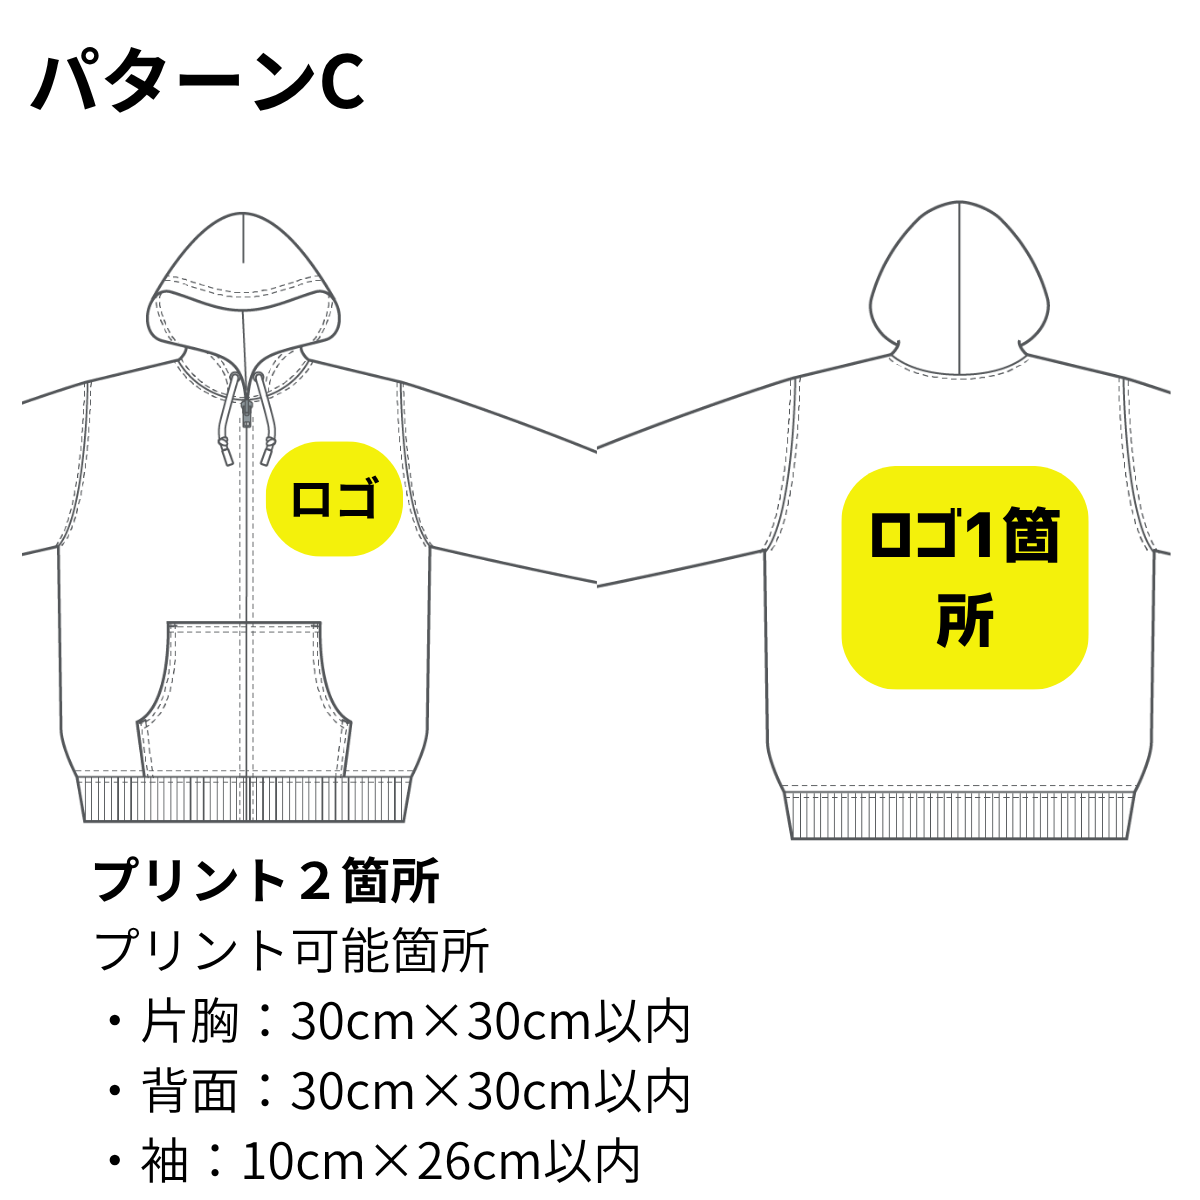 パターンC
ロゴ
ロゴ1箇
所
プリント２箇所
プリント可能箇所
・片胸：30cm×30cm以内
・背面：30cm×30cm以内
・袖：10cm×26cm以内